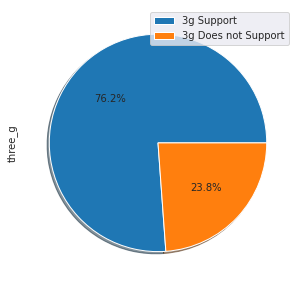 3g Support
3g Does not Support
76.2%
three_g
23.8%